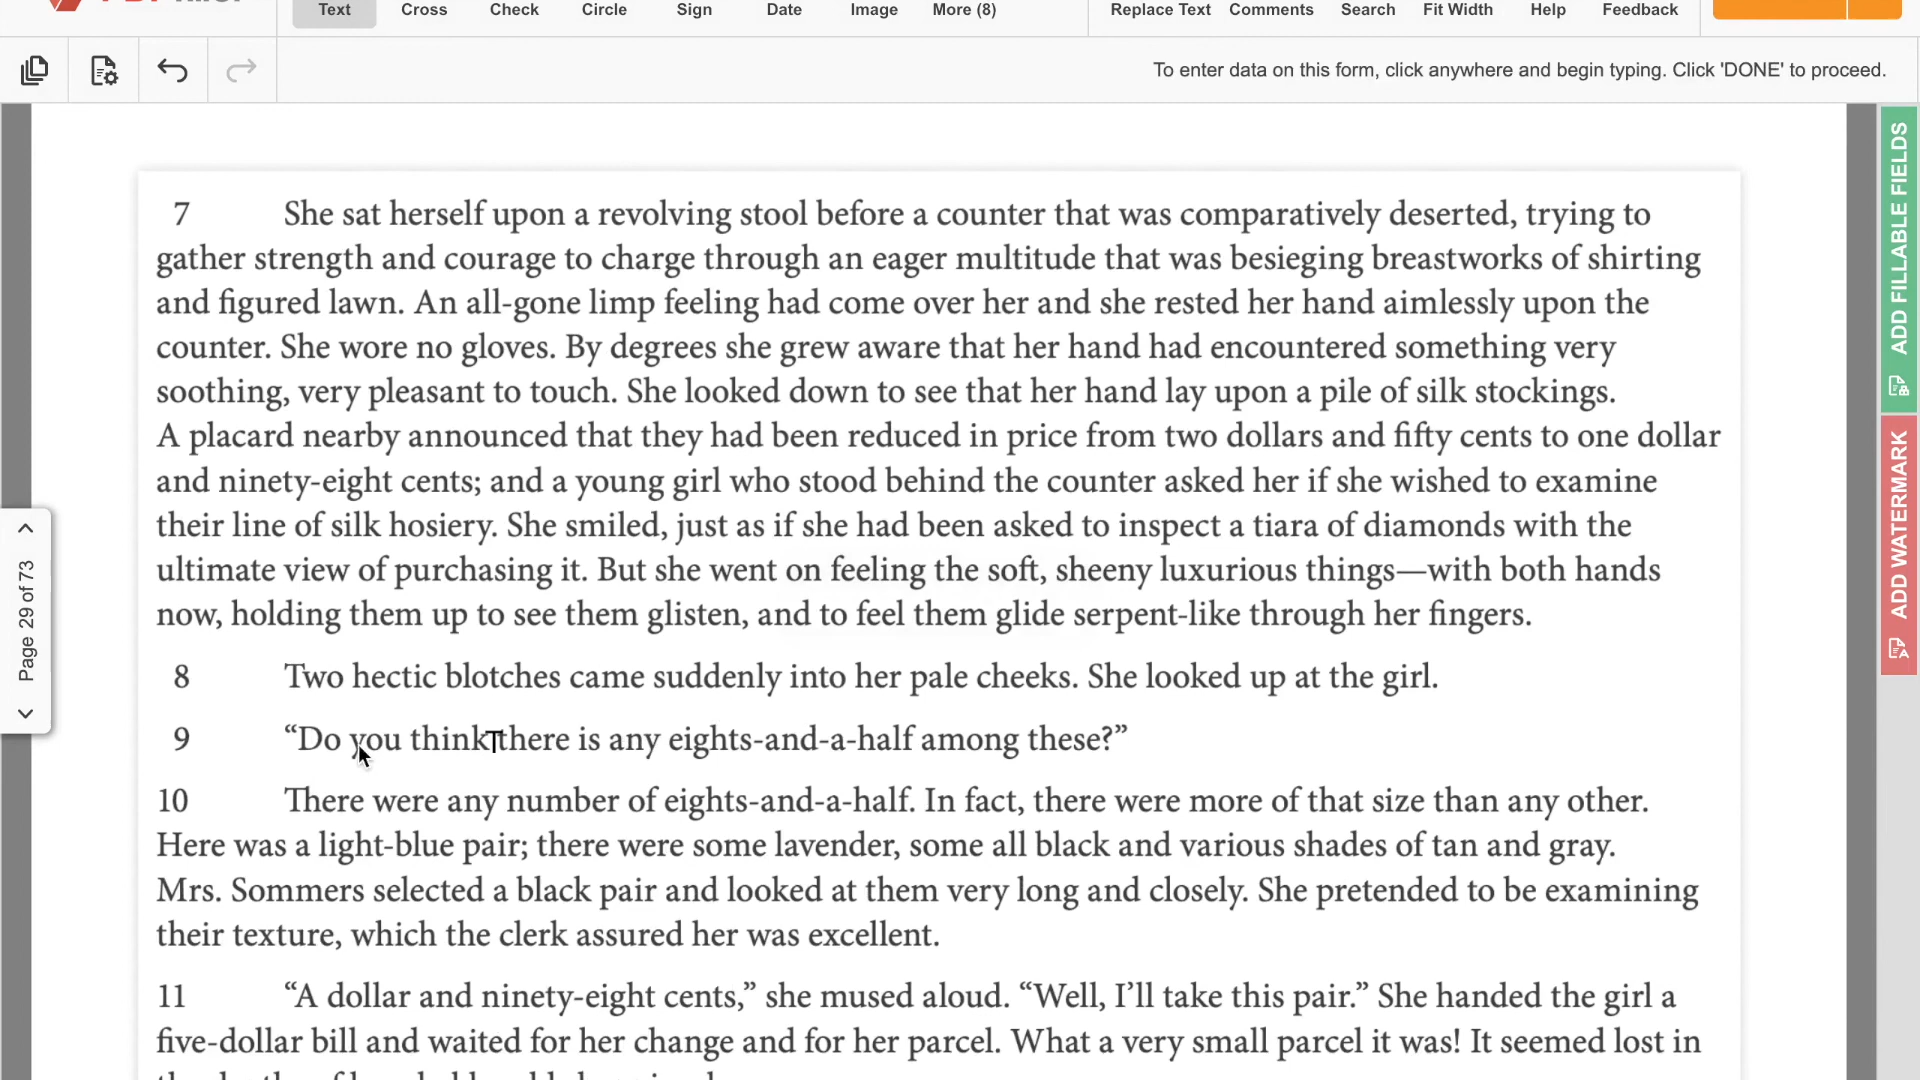 Text Cross Check Circle Sign Date Image More (8) Replace Text Comments Search Fit Width Help Feedback
To enter data on this form, click anywhere and begin typing. Click 'DONE' to proceed.
7 She sat herself upon a revolving stool before a counter that was comparatively deserted, trying to
gather strength and courage to charge through an eager multitude that was besieging breastworks of shirting
and figured lawn. An all-gone limp feeling had come over her and she rested her hand aimlessly upon the
counter. She wore no gloves. By degrees she grew aware that her hand had encountered something very
soothing, very pleasant to touch. She looked down to see that her hand lay upon a pile of silk stockings.
A placard nearby announced that they had been reduced in price from two dollars and fifty cents to one dollar
and ninety-eight cents; and a young girl who stood behind the counter asked her if she wished to examine
their line of silk hosiery. She smiled, just as if she had been asked to inspect a tiara of diamonds with the
ultimate view of purchasing it. But she went on feeling the soft, sheeny luxurious things—with both hands
now, holding them up to see them glisten, and to feel them glide serpent-like through her fingers.
8 Two hectic blotches came suddenly into her pale cheeks. She looked up at the girl.
9 “Do you think there is any eights-and-a-half among these?”
10 There were any number of eights-and-a-half. In fact, there were more of that size than any other.
Here was a light-blue pair; there were some lavender, some all black and various shades of tan and gray.
Mrs. Sommers selected a black pair and looked at them very long and closely. She pretended to be examining
their texture, which the clerk assured her was excellent.
11 “A dollar and ninety-eight cents,” she mused aloud. “Well, I’ll take this pair.” She handed the girl a
five-dollar bill and waited for her change and for her parcel. What a very small parcel it was! It seemed lost in
Page 29 of 73
ADD FILLABLE FIELDS
ADD WATERMARK